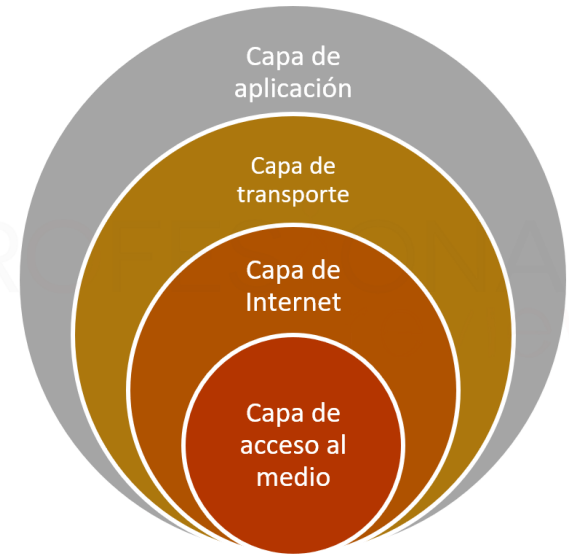 Capa de
aplicación
Capa de
transporte
Capa de
Internet
Capa de
acceso al
medio